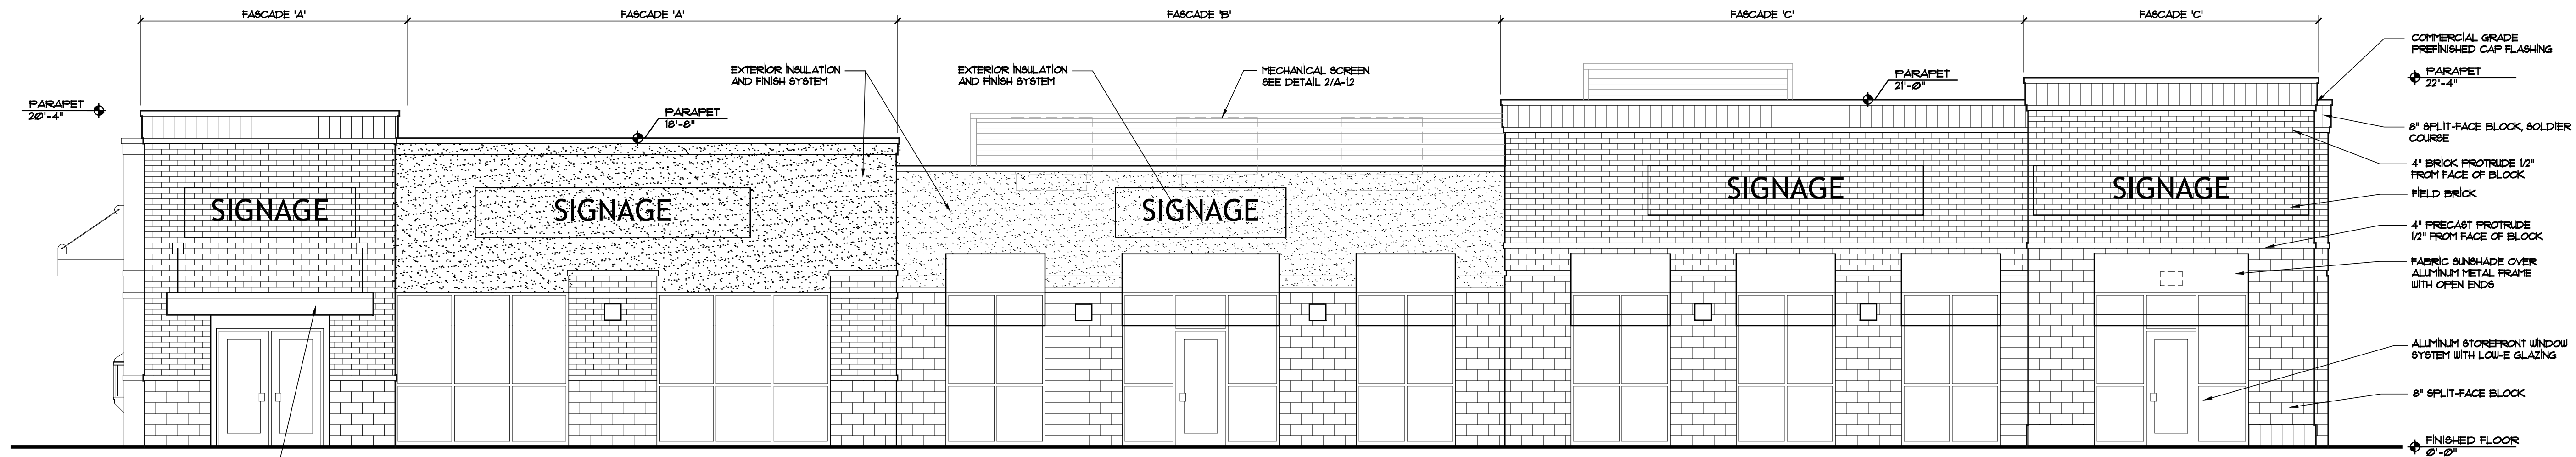 FASCADE 'A'
FASCADE 'A'
FASCADE 'B'
FASCADE 'C'
FASCADE 'C'
PARAPET
20'-4"
EXTERIOR INSULATION
AND FINISH SYSTEM
PARAPET
18'-8"
EXTERIOR INSULATION
AND FINISH SYSTEM
MECHANICAL SCREEN
SEE DETAIL 2/A-1.2
PARAPET
21'-0"
COMMERCIAL GRADE
PREFINISHED CAP FLASHING
PARAPET
22'-4"
8" SPLIT-FACE BLOCK, SOLDIER
COURSE
4" BRICK PROTRUDE 1/2"
FROM FACE OF BLOCK
FIELD BRICK
4" PRECAST PROTRUDE
1/2" FROM FACE OF BLOCK
FABRIC SUNSHADE OVER
ALUMINUM METAL FRAME
WITH OPEN ENDS
ALUMINUM STOREFRONT WINDOW
SYSTEM WITH LOW-E GLAZING
8" SPLIT-FACE BLOCK
FINISHED FLOOR
0'-0"
SIGNAGE
SIGNAGE
SIGNAGE
SIGNAGE
SIGNAGE